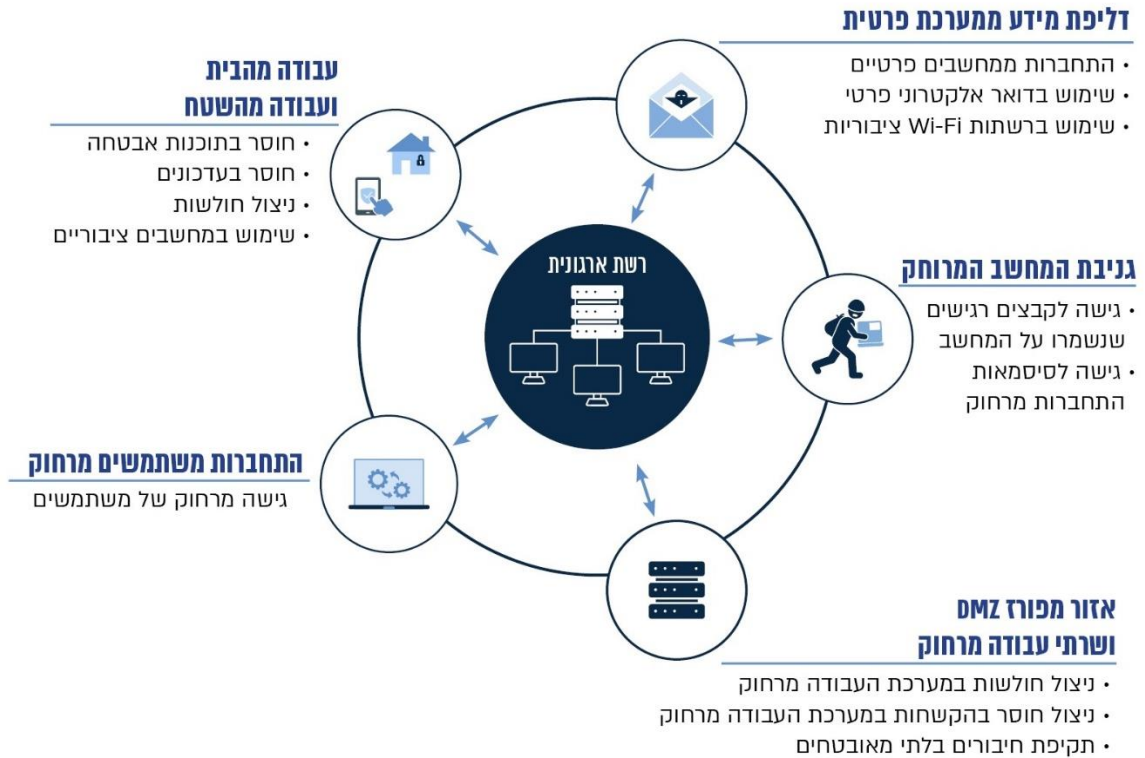 דליפת מידע ממערכת פרטית
• התחברות ממחשבים פרטיים
• שימוש בדואר אלקטרוני פרטי
• שימוש ברשתות Wi-Fi ציבוריות
עבודה מהבית
ועבודה מהשטח
• חוסר בתוכנות אבטחה
• חוסר בעדכונים
• ניצול חולשות
• שימוש במחשבים ציבוריים
רשת ארגונית
גניבת המחשב המרוחק
• גישה לקבצים רגישים
שנשמרו על המחשב
• גישה לסיסמאות
התחברות מרחוק
התחברות משתמשים מרחוק
גישה מרחוק של משתמשים
אזור מפורז DMZ
ושרתי עבודה מרחוק
• ניצול חולשות במערכת העבודה מרחוק
• ניצול חוסר בהקשחות במערכת העבודה מרחוק
• תקיפת חיבורים בלתי מאובטחים